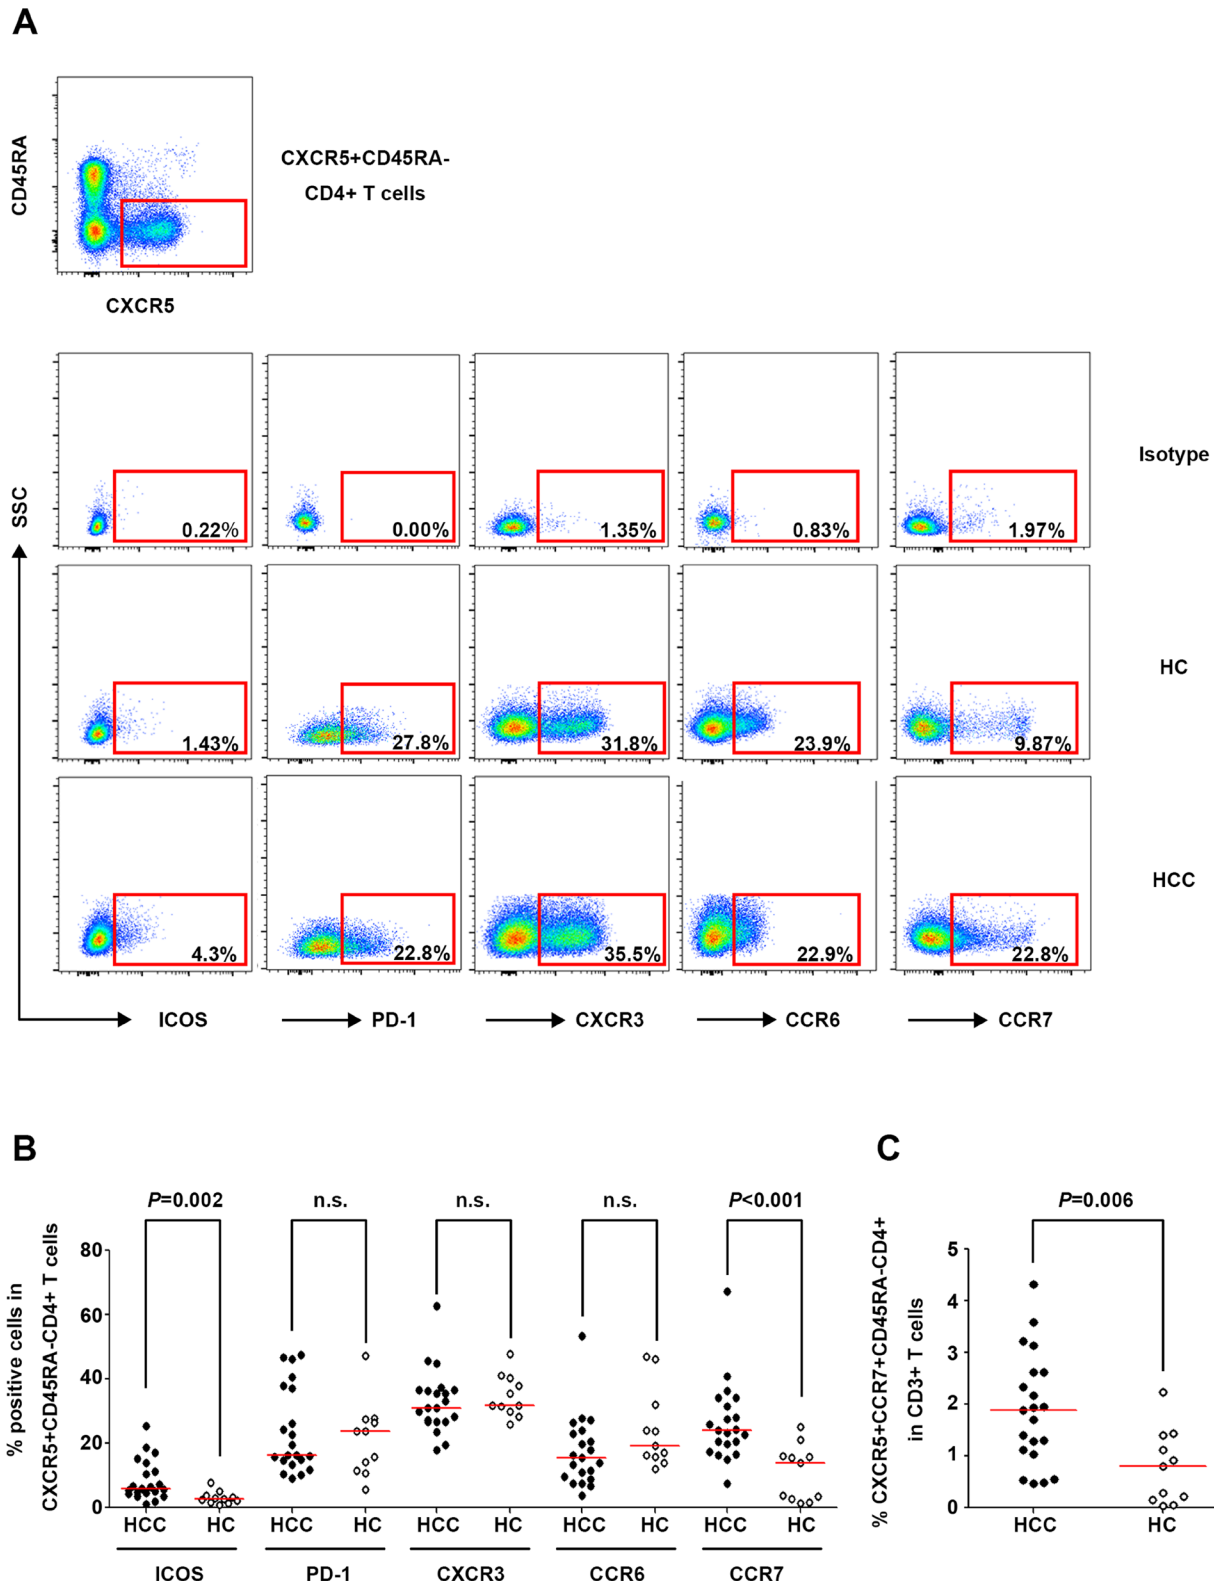 A
CD45RA
CXCR5+CD45RA-
CD4+ T cells
CXCR5
SSC
0.22%
0.00%
1.35%
0.83%
1.97%
Isotype
1.43%
27.8%
31.8%
23.9%
9.87%
HC
4.3%
22.8%
35.5%
22.9%
22.8%
HCC
ICOS
PD-1
CXCR3
CCR6
CCR7
B
% positive cells in
CXCR5+CD45RA-CD4+ T cells
P=0.002
n.s.
n.s.
n.s.
P<0.001
80
60
40
20
0
HCC HC HCC HC HCC HC HCC HC HCC HC
ICOS PD-1 CXCR3 CCR6 CCR7
C
% CXCR5+CCR7+CD45RA-CD4+
in CD3+ T cells
P=0.006
5
4
3
2
1
0
HCC HC